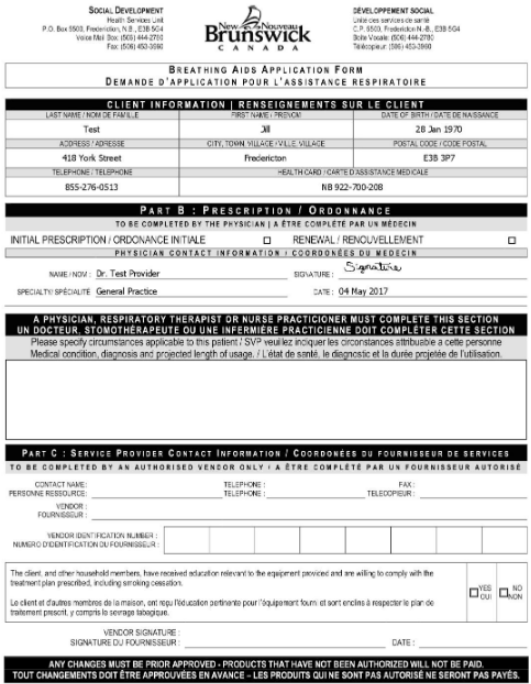 SOCIAL DEVELOPMENT
Health Services Unit
P.O. Box 5500, Fredericton, N.B., E3B 5G4
Voice Mail Box: (506) 444-2780
Fax: (506) 453-3960
New Nouveau
Brunswick
CANADA
DÉVELOPPEMENT SOCIAL
Unité des services de santé
C.P. 5500, Fredericton, N.-B., E3B 5G4
Boîte Vocale: (506) 444-2780
Télécopieur: (506) 453-3960
BREATHING AIDS APPLICATION FORM
DEMANDE D'APPLICATION POUR L'ASSISTANCE RESPIRATOIRE
CLIENT INFORMATION | RENSEIGNEMENTS SUR LE CLIENT
LAST NAME / NOM DE FAMILLE FIRST NAME / PRENOM DATE OF BIRTH / DATE DE NAISSANCE
Test Jill 28 Jan 1970
ADDRESS / ADRESSE CITY, TOWN, VILLAGE / VILLE, VILLAGE POSTAL CODE / CODE POSTAL
418 York Street Fredericton E3B 3P7
TELEPHONE / TELEPHONE HEALTH CARD / CARTE D'ASSISTANCE MEDICALE
855-276-0513 NB 922-700-208
PART B : PRESCRIPTION / ORDONNANCE
TO BE COMPLETED BY THE PHYSICIAN | A ÊTRE COMPLÉTÉ PAR UN MÉDECIN
INITIAL PRESCRIPTION / ORDONANCE INITIALE RENEWAL / RENOUVELLEMENT
PHYSICIAN CONTACT INFORMATION / COORDONÉES DU MÉDECIN
NAME / NOM : Dr. Test Provider SIGNATURE : Signature
SPECIALTY/ SPÉCIALITÉ General Practice DATE : 04 May 2017
A PHYSICIAN, RESPIRATORY THERAPIST OR NURSE PRACTICIONER MUST COMPLETE THIS SECTION
UN DOCTEUR, STOMOTHÉRAPEUTE OU UNE INFERMIÈRE PRACTICIENNE DOIT COMPLÉTER CETTE SECTION
Please specify circumstances applicable to this patient / SVP veuillez indiquer les circonstances attribuable a cette personne
Medical condition, diagnosis and projected length of usage. / L'état de santé, le diagnostic et la durée projetée de l'utilisation.
PART C : SERVICE PROVIDER CONTACT INFORMATION / COORDONÉES DU FOURNISSEUR DE SERVICES
TO BE COMPLETED BY AN AUTHORISED VENDOR ONLY / A ÊTRE COMPLÉTÉ PAR UN FOURNISSEUR AUTORISÉ
CONTACT NAME: TELEPHONE : FAX :
PERSONNE RESSOURCE: TELEPHONE : TELECOPIEUR :
VENDOR :
FOURNISSEUR :
VENDOR IDENTIFICATION NUMBER :
NUMERO D'IDENTIFICATION DU FOURNISSEUR :
The client, and other household members, have received education relevant to the equipment provided and are willing to comply with the
treatment plan prescribed, including smoking cessation.
Le client et d'autres membres de la maison, ont reçu l'éducation pertinente pour l'équipement fourni et sont enclins à respecter le plan de
traitement prescrit, y compris le sevrage tabagique.
YES NO
OUI NON
VENDOR SIGNATURE :
SIGNATURE DU FOURNISSEUR : DATE :
ANY CHANGES MUST BE PRIOR APPROVED - PRODUCTS THAT HAVE NOT BEEN AUTHORIZED WILL NOT BE PAID.
TOUT CHANGEMENTS DOIT ÊTRE APPROUVÉES EN AVANCE – LES PRODUITS QUI NE SONT PAS AUTORISÉ NE SERONT PAS PAYÉS.